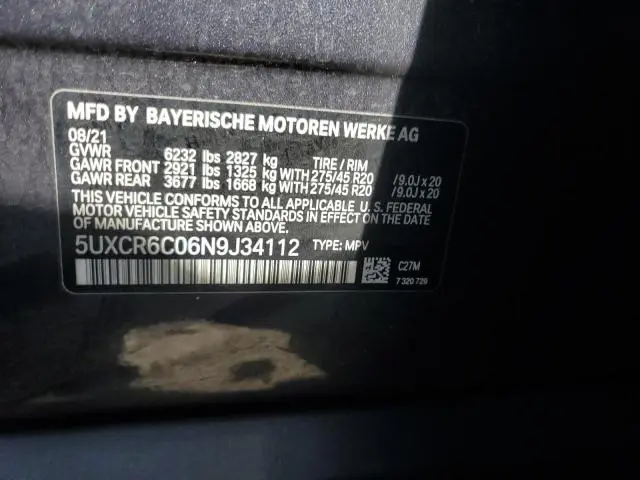 MFD BY BAYERISCHE MOTOREN WERKE AG
08/21
GVWR 6232 lbs 2827 kg TIRE / RIM
GAWR FRONT 2921 lbs 1325 kg WITH 275/45 R20 /9.0J x 20
GAWR REAR 3677 lbs 1668 kg WITH 275/45 R20 /9.0J x 20
THIS VEHICLE CONFORMS TO ALL APPLICABLE U.S. FEDERAL
MOTOR VEHICLE SAFETY STANDARDS IN EFFECT ON THE DATE
OF MANUFACTURE SHOWN ABOVE.
5UXCR6C06N9J34112 TYPE: MPV
C27M
7 320 729